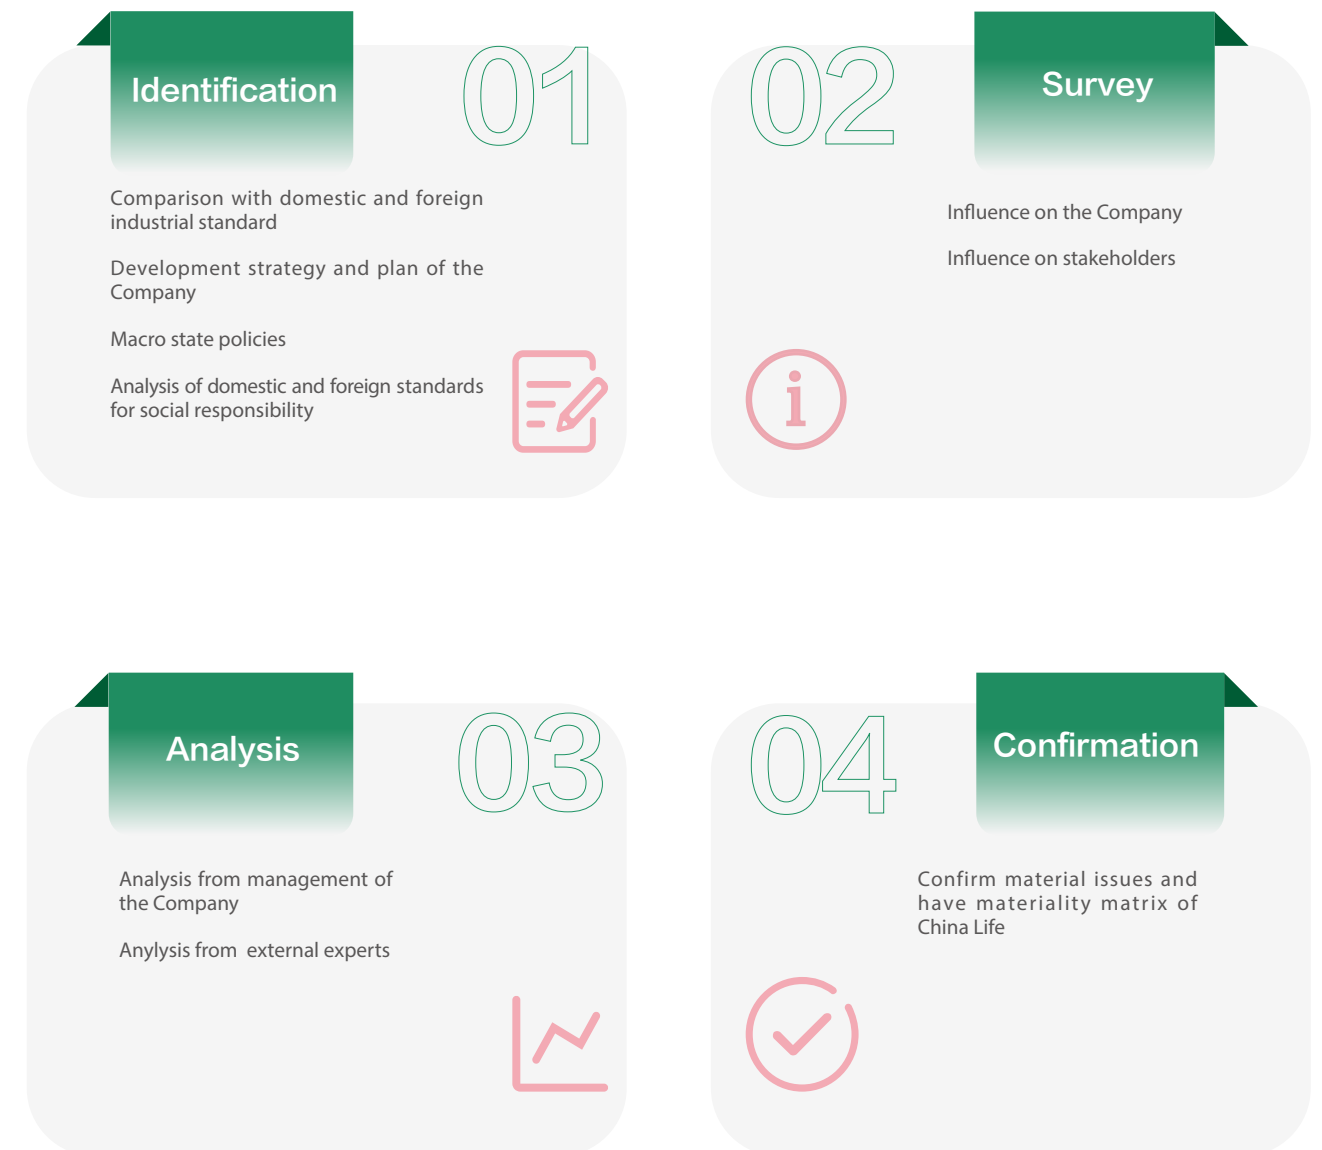 Identification
01
Comparison with domestic and foreign
industrial standard
Development strategy and plan of the
Company
Macro state policies
Analysis of domestic and foreign standards
for social responsibility
02
Survey
Influence on the Company
Influence on stakeholders
Analysis
03
Analysis from management of
the Company
Anylysis from  external experts
04
Confirmation
Confirm material issues and
have materiality matrix of
China Life